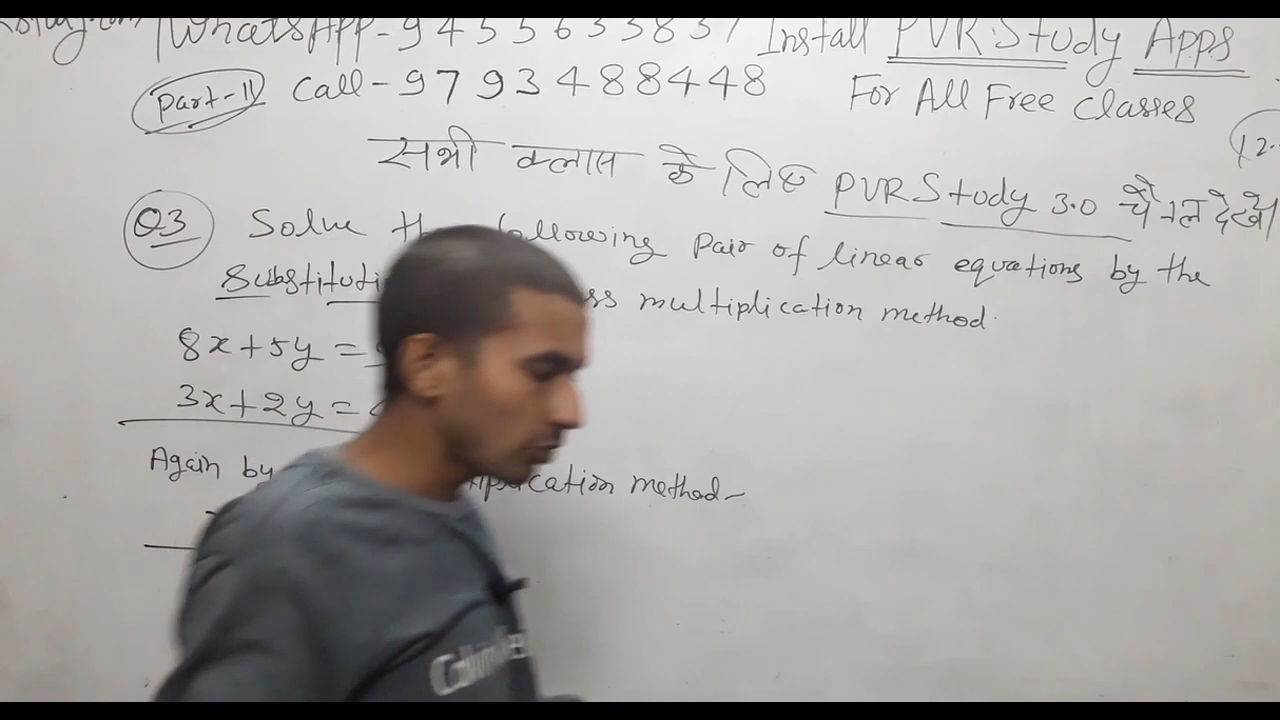 WhatsApp-9455633837 Install PVR Study Apps
Part-11 Call-9793488448 For All Free Classes
सभी क्लास के लिए PVR Study 3.0 चैनल देखें।
Q3 Solve the following Pair of linear equations by the
Substituti ss multiplication method.
8x+5y=
3x+2y=
Again by plication method-